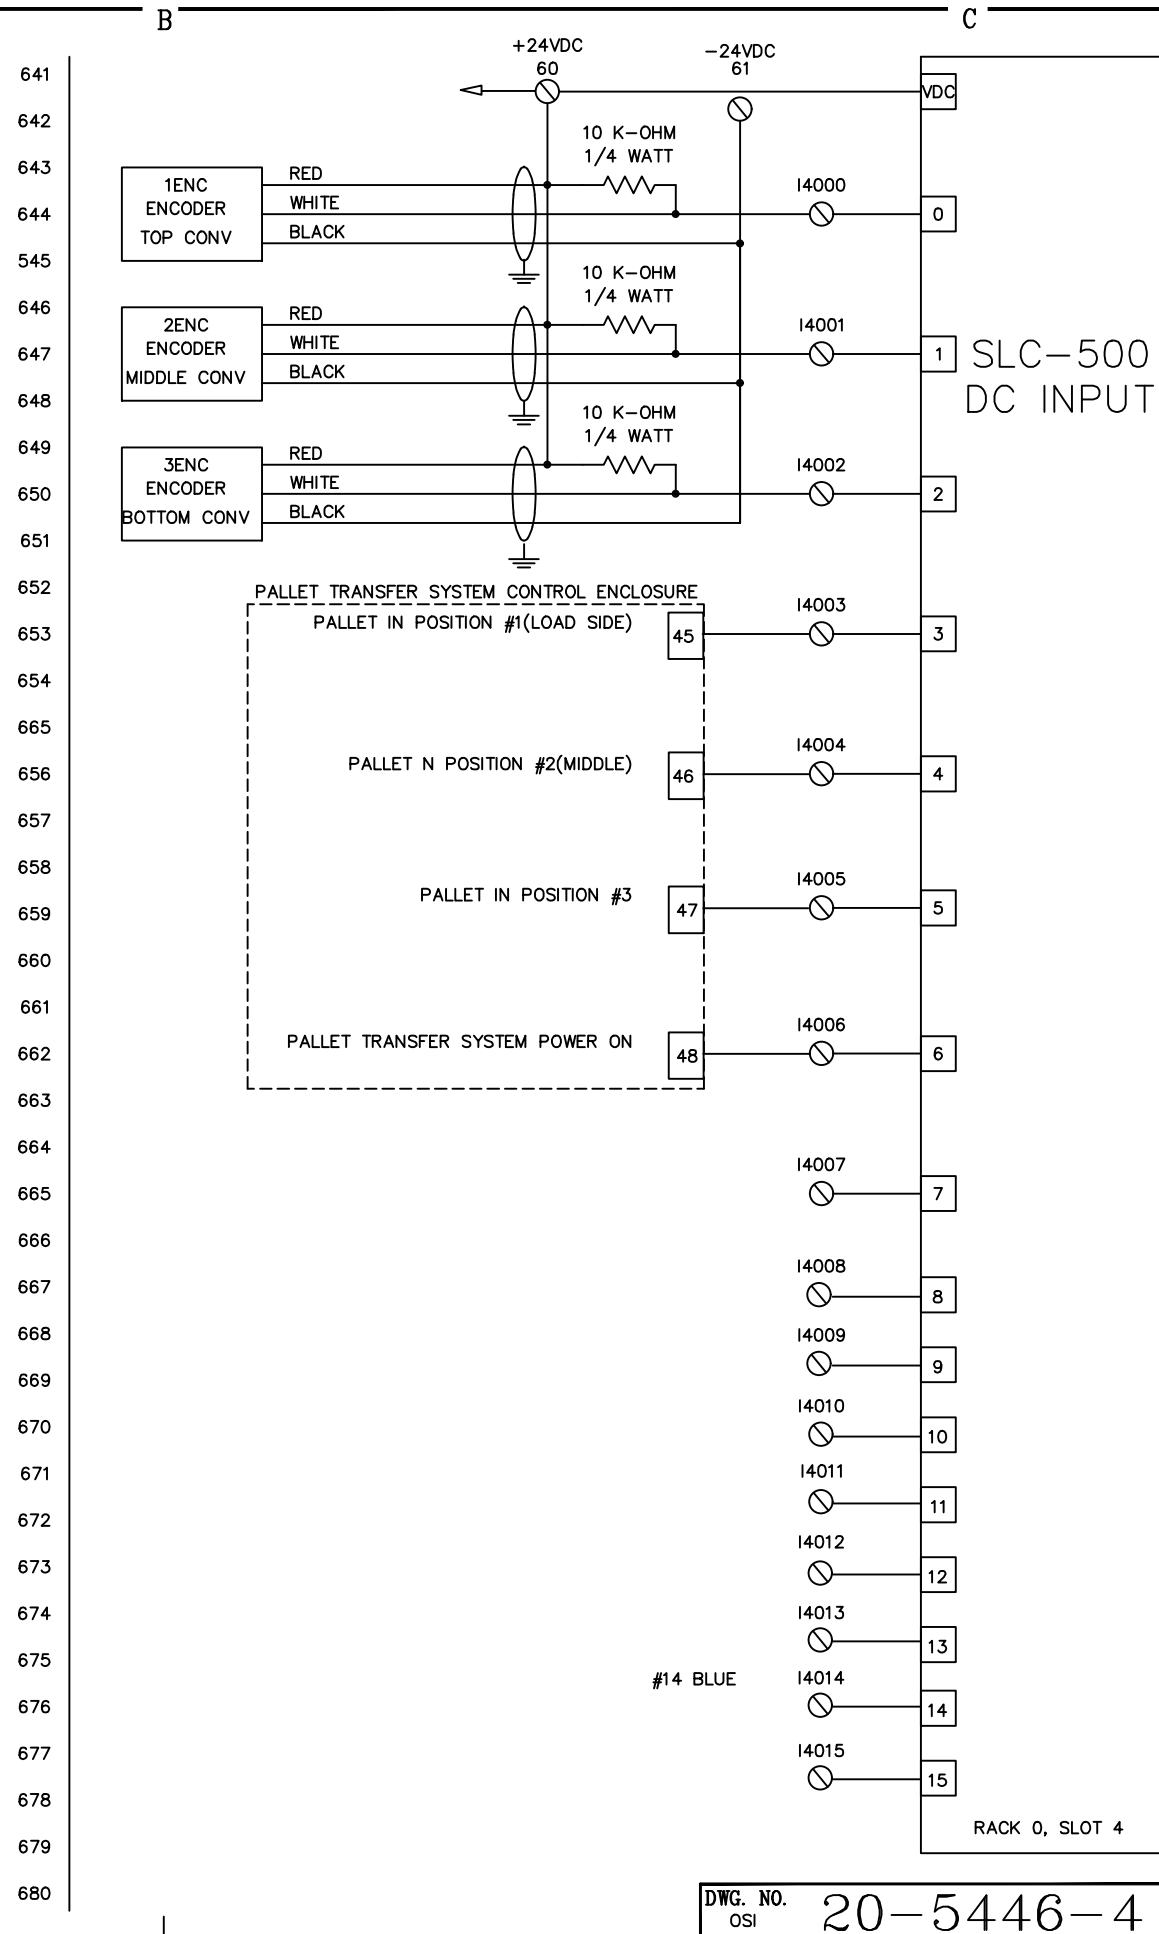 B
C
+24VDC
60
-24VDC
61
641
VDC
642
10 K-OHM
1/4 WATT
643
1ENC
ENCODER
TOP CONV
RED
WHITE
BLACK
I4000
0
644
545
10 K-OHM
1/4 WATT
646
2ENC
ENCODER
MIDDLE CONV
RED
WHITE
BLACK
I4001
1
SLC-500
DC INPUT
647
648
10 K-OHM
1/4 WATT
649
3ENC
ENCODER
BOTTOM CONV
RED
WHITE
BLACK
I4002
2
650
651
652
PALLET TRANSFER SYSTEM CONTROL ENCLOSURE
PALLET IN POSITION #1(LOAD SIDE)
45
I4003
3
653
654
665
PALLET N POSITION #2(MIDDLE)
46
I4004
4
656
657
658
PALLET IN POSITION #3
47
I4005
5
659
660
661
PALLET TRANSFER SYSTEM POWER ON
48
I4006
6
662
663
664
I4007
7
665
666
I4008
8
667
668
I4009
9
669
670
I4010
10
671
I4011
11
672
673
I4012
12
674
I4013
13
675
#14 BLUE
I4014
14
676
677
I4015
15
678
RACK 0, SLOT 4
679
680
DWG. NO.
OSI
20-5446-4